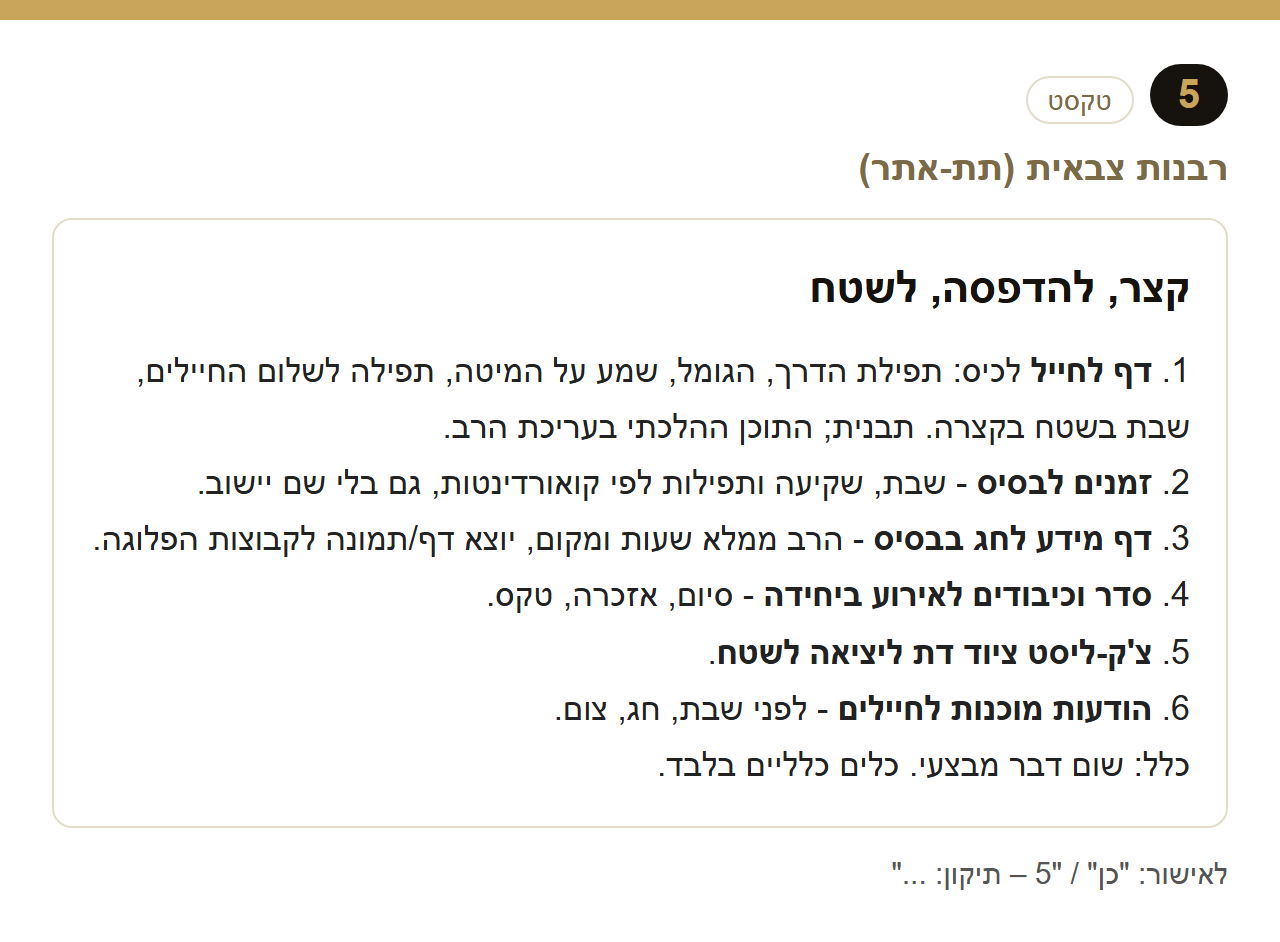 5
טקסט
רבנות צבאית (תת-אתר)
קצר, להדפסה, לשטח
1. דף לחייל לכיס: תפילת הדרך, הגומל, שמע על המיטה, תפילה לשלום החיילים,
שבת בשטח בקצרה. תבנית; התוכן ההלכתי בעריכת הרב.
2. זמנים לבסיס - שבת, שקיעה ותפילות לפי קואורדינטות, גם בלי שם יישוב.
3. דף מידע לחג בבסיס - הרב ממלא שעות ומקום, יוצא דף/תמונה לקבוצות הפלוגה.
4. סדר וכיבודים לאירוע ביחידה - סיום, אזכרה, טקס.
5. צ'ק-ליסט ציוד דת ליציאה לשטח.
6. הודעות מוכנות לחיילים - לפני שבת, חג, צום.
כלל: שום דבר מבצעי. כלים כלליים בלבד.
לאישור: "כן" / "5 – תיקון: ..."